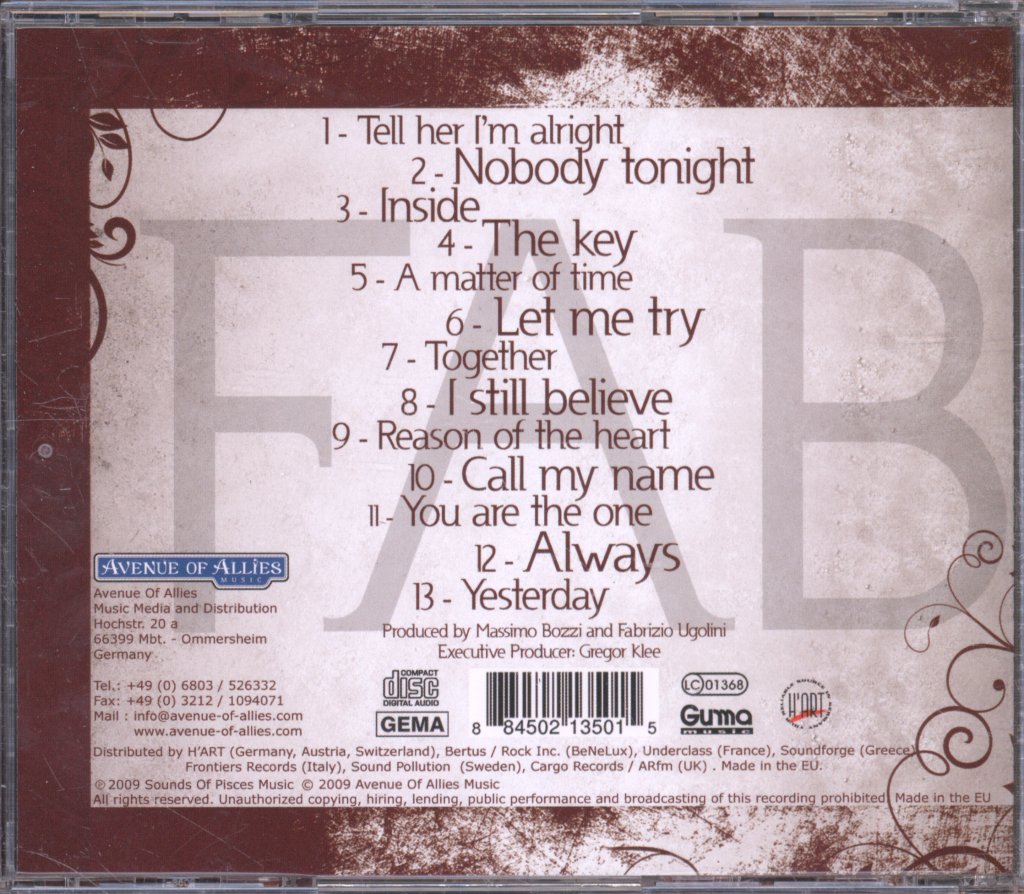 FAB
1 - Tell her I'm alright
2 - Nobody tonight
3 - Inside
4 - The key
5 - A matter of time
6 - Let me try
7 - Together
8 - I still believe
9 - Reason of the heart
10 - Call my name
11 - You are the one
12 - Always
13 - Yesterday
Produced by Massimo Bozzi and Fabrizio Ugolini
Executive Producer: Gregor Klee
AVENUE OF ALLIES
MUSIC
Avenue Of Allies
Music Media and Distribution
Hochstr. 20 a
66399 Mbt. - Ommersheim
Germany
Tel.: +49 (0) 6803 / 526332
Fax: +49 (0) 3212 / 1094071
Mail : info@avenue-of-allies.com
www.avenue-of-allies.com
COMPACT
disc
DIGITAL AUDIO
GEMA
8 84502 13501 5
LC 01368
Guma
music
H'ART
Distributed by H'ART (Germany, Austria, Switzerland), Bertus / Rock Inc. (BeNeLux), Underclass (France), Soundforge (Greece)
Frontiers Records (Italy), Sound Pollution (Sweden), Cargo Records / ARfm (UK) . Made in the EU.
℗ 2009 Sounds Of Pisces Music © 2009 Avenue Of Allies Music
All rights reserved. Unauthorized copying, hiring, lending, public performance and broadcasting of this recording prohibited. Made in the EU